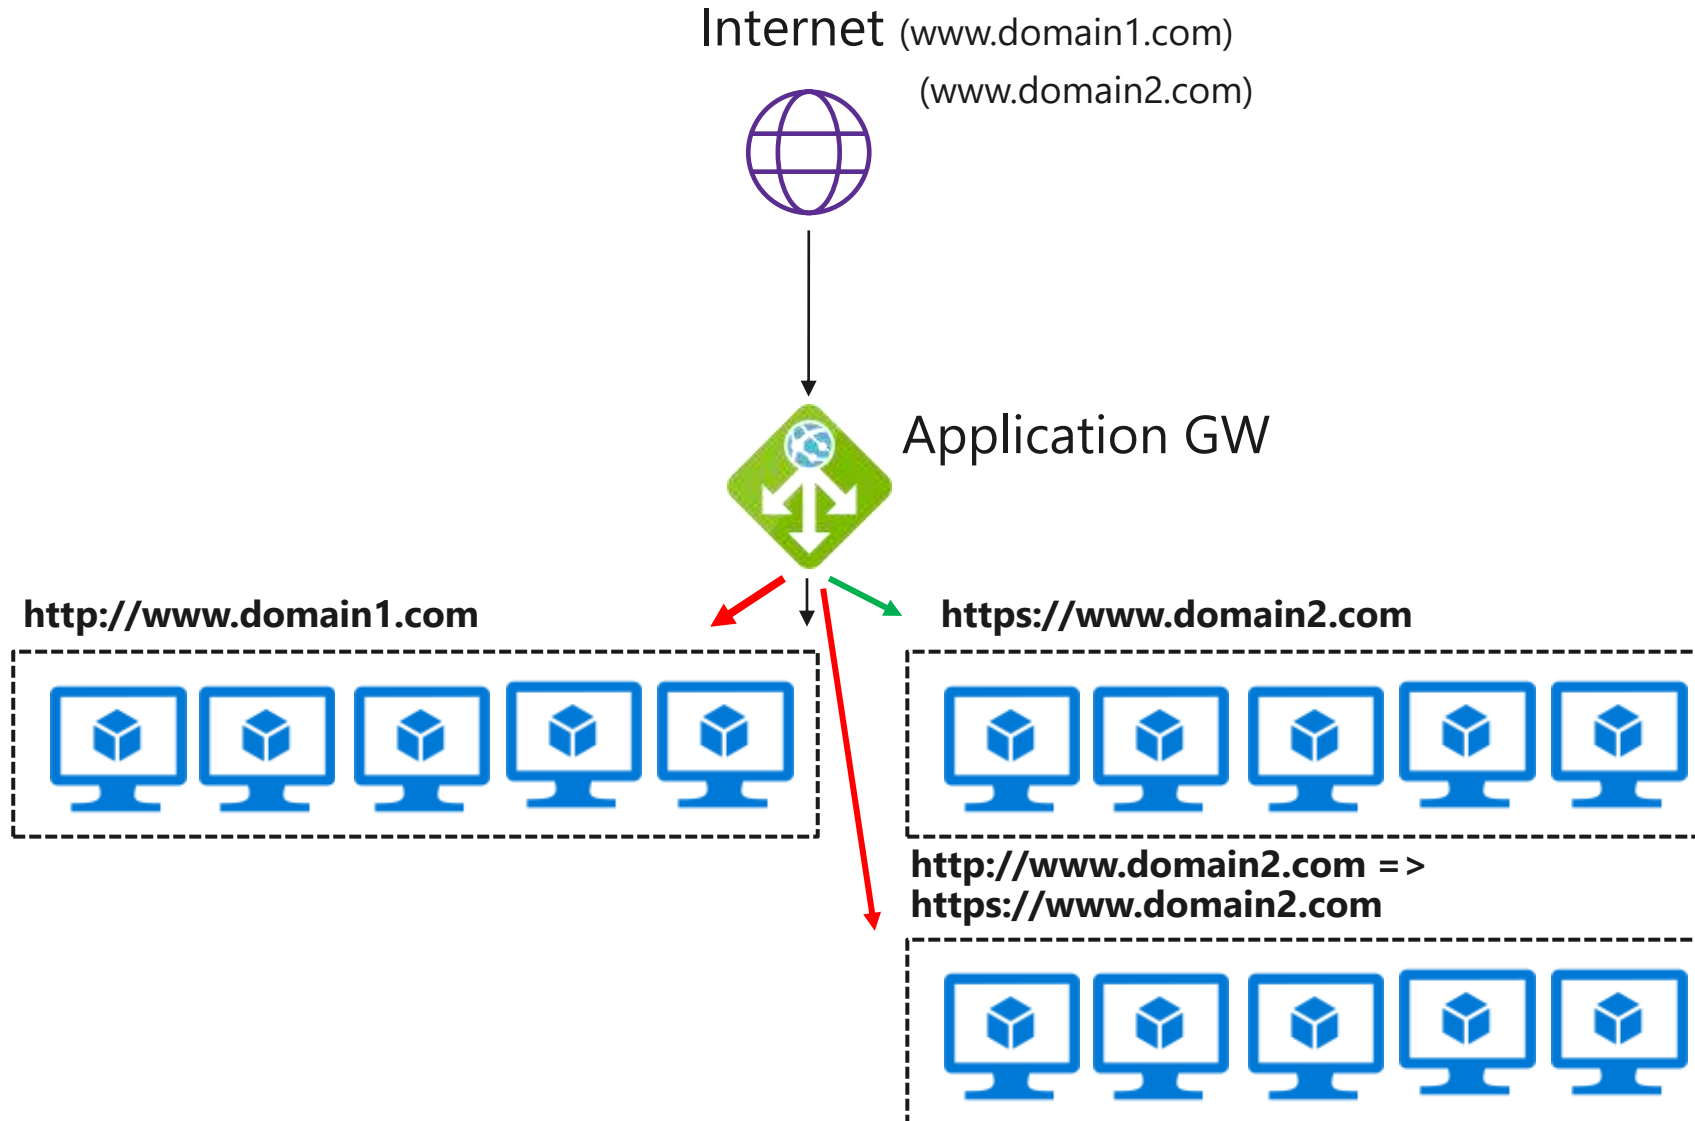 Internet (www.domain1.com)
(www.domain2.com)
Application GW
http://www.domain1.com
https://www.domain2.com
http://www.domain2.com =>
https://www.domain2.com